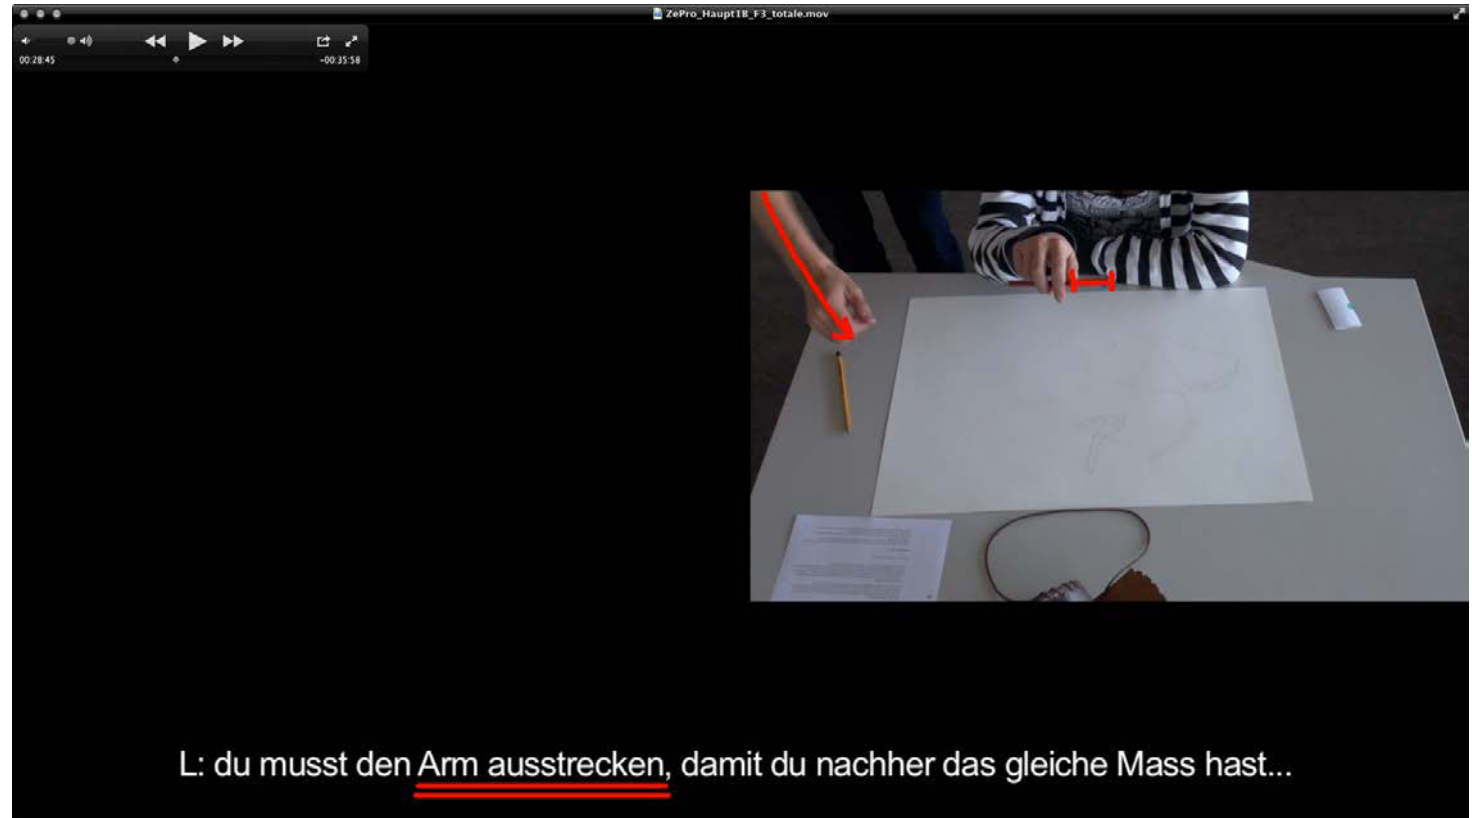 ZePro_Haupt1B_F3_totale.mov
00:28:45
-00:35:58
L: du musst den Arm ausstrecken, damit du nachher das gleiche Mass hast...